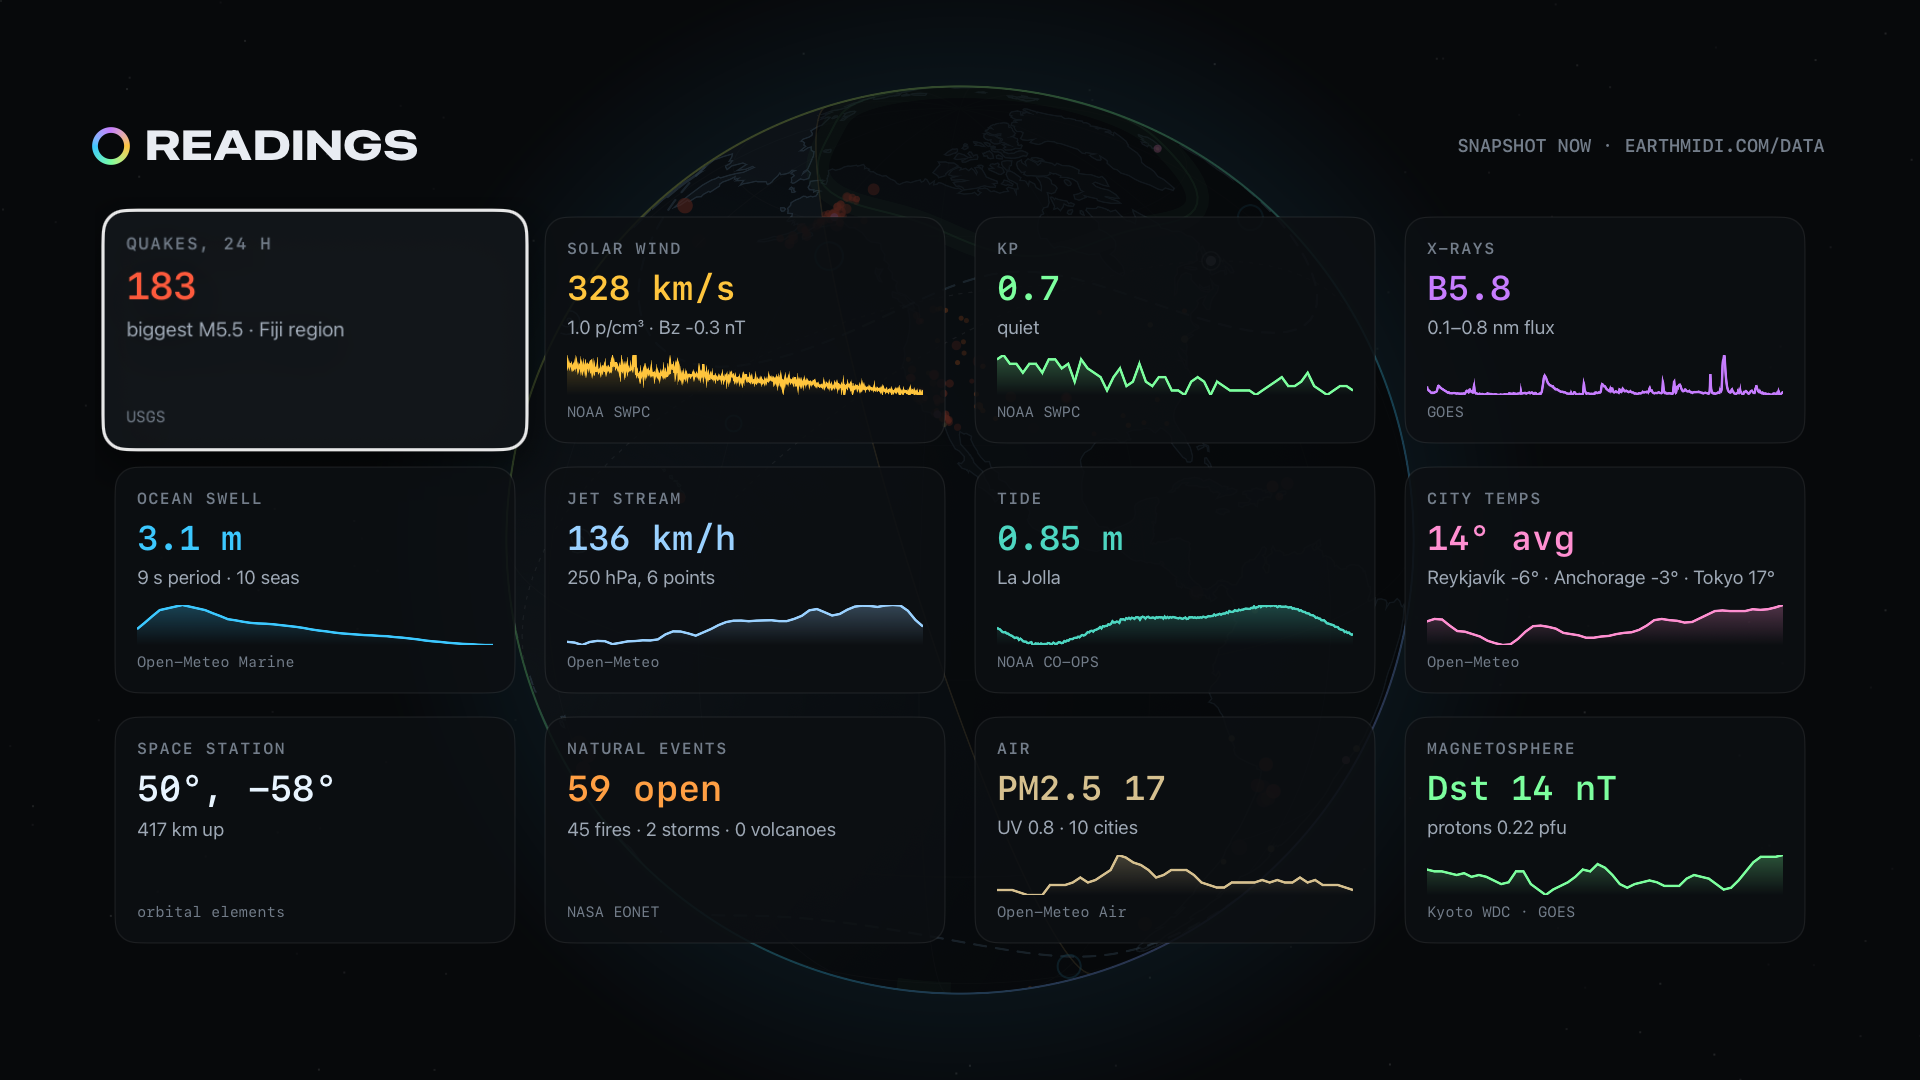 READINGS
SNAPSHOT NOW · EARTHMIDI.COM/DATA
QUAKES, 24 H
183
biggest M5.5 · Fiji region
USGS
SOLAR WIND
328 km/s
1.0 p/cm³ · Bz -0.3 nT
NOAA SWPC
KP
0.7
quiet
NOAA SWPC
X-RAYS
B5.8
0.1–0.8 nm flux
GOES
OCEAN SWELL
3.1 m
9 s period · 10 seas
Open-Meteo Marine
JET STREAM
136 km/h
250 hPa, 6 points
Open-Meteo
TIDE
0.85 m
La Jolla
NOAA CO-OPS
CITY TEMPS
14° avg
Reykjavík -6° · Anchorage -3° · Tokyo 17°
Open-Meteo
SPACE STATION
50°, −58°
417 km up
orbital elements
NATURAL EVENTS
59 open
45 fires · 2 storms · 0 volcanoes
NASA EONET
AIR
PM2.5 17
UV 0.8 · 10 cities
Open-Meteo Air
MAGNETOSPHERE
Dst 14 nT
protons 0.22 pfu
Kyoto WDC · GOES